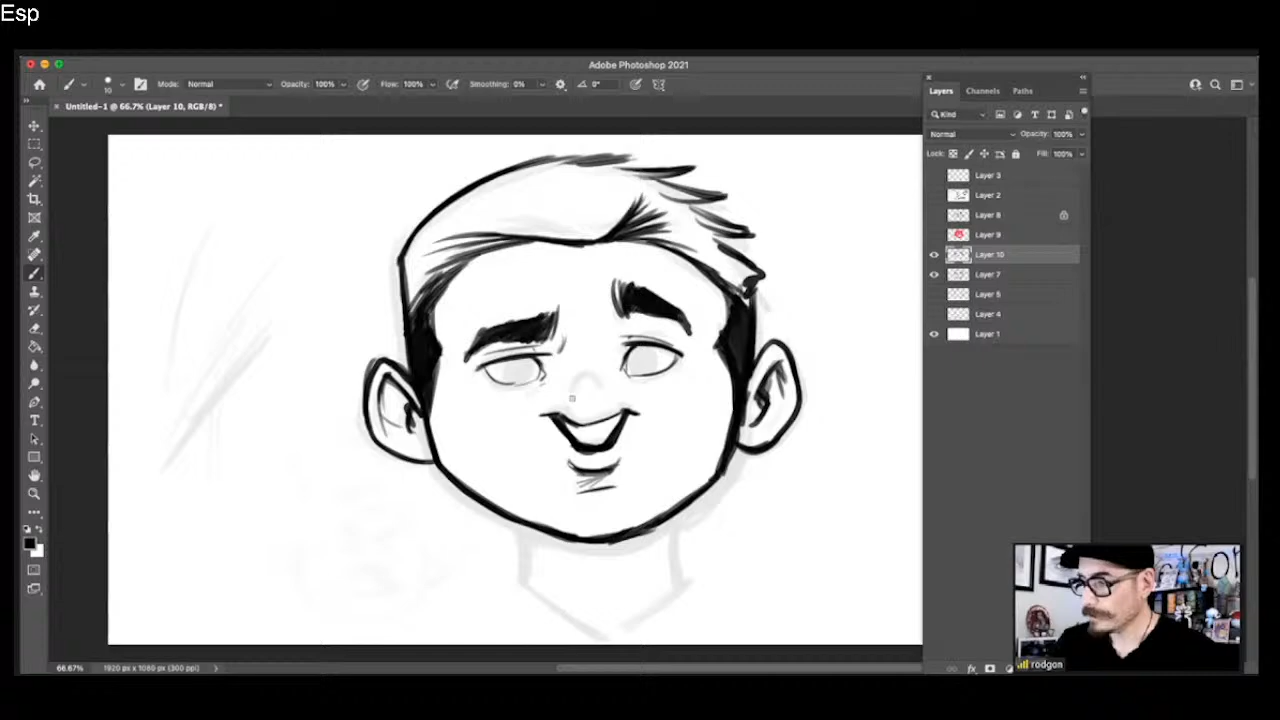 Esp
Adobe Photoshop 2021
10
Mode: Normal
Opacity: 100%
Flow: 100%
Smoothing: 0%
0°
Untitled-1 @ 66.7% (Layer 10, RGB/8) *
Layers
Channels
Paths
Kind
Normal
Opacity: 100%
Lock:
Fill: 100%
Layer 3
Layer 2
Layer 8
Layer 9
Layer 10
Layer 7
Layer 5
Layer 4
Layer 1
66.67%
1920 px x 1080 px (300 ppi)
fx
rodgon